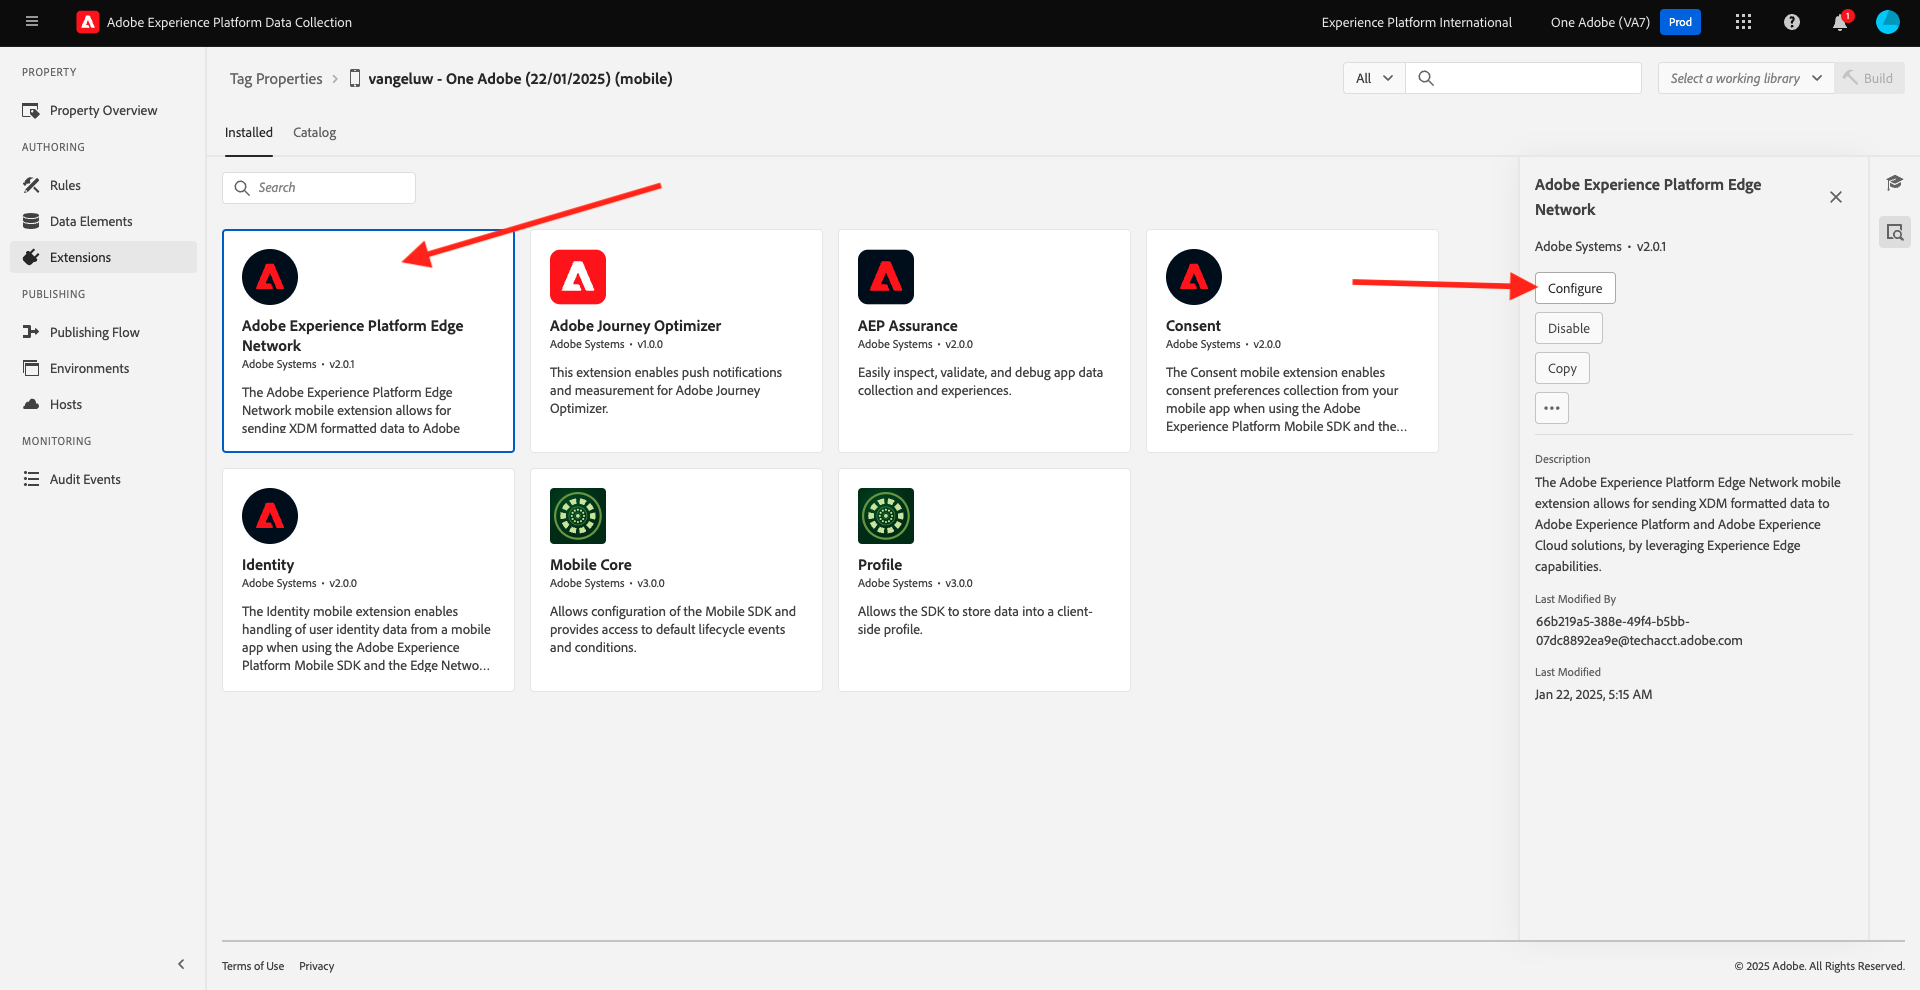 Adobe Experience Platform Data Collection
Experience Platform International
One Adobe (VA7)
Prod
1
PROPERTY
Property Overview
AUTHORING
Rules
Data Elements
Extensions
PUBLISHING
Publishing Flow
Environments
Hosts
MONITORING
Audit Events
Tag Properties
vangeluw - One Adobe (22/01/2025) (mobile)
All
Select a working library
Build
Installed
Catalog
Search
Adobe Experience Platform Edge
Network
Adobe Systems • v2.0.1
The Adobe Experience Platform Edge
Network mobile extension allows for
sending XDM formatted data to Adobe
Adobe Journey Optimizer
Adobe Systems • v1.0.0
This extension enables push notifications
and measurement for Adobe Journey
Optimizer.
AEP Assurance
Adobe Systems • v2.0.0
Easily inspect, validate, and debug app data
collection and experiences.
Consent
Adobe Systems • v2.0.0
The Consent mobile extension enables
consent preferences collection from your
mobile app when using the Adobe
Experience Platform Mobile SDK and the...
Identity
Adobe Systems • v2.0.0
The Identity mobile extension enables
handling of user identity data from a mobile
app when using the Adobe Experience
Platform Mobile SDK and the Edge Netwo...
Mobile Core
Adobe Systems • v3.0.0
Allows configuration of the Mobile SDK and
provides access to default lifecycle events
and conditions.
Profile
Adobe Systems • v3.0.0
Allows the SDK to store data into a client-
side profile.
Adobe Experience Platform Edge
Network
Adobe Systems • v2.0.1
Configure
Disable
Copy
Description
The Adobe Experience Platform Edge Network mobile
extension allows for sending XDM formatted data to
Adobe Experience Platform and Adobe Experience
Cloud solutions, by leveraging Experience Edge
capabilities.
Last Modified By
66b219a5-388e-49f4-b5bb-
07dc8892ea9e@techacct.adobe.com
Last Modified
Jan 22, 2025, 5:15 AM
Terms of Use
Privacy
© 2025 Adobe. All Rights Reserved.